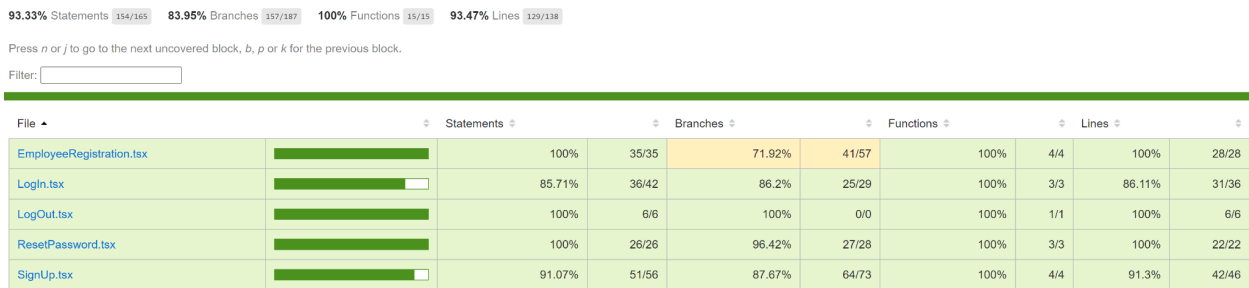 93.33% Statements 154/165 83.95% Branches 157/187 100% Functions 15/15 93.47% Lines 129/138
Press n or j to go to the next uncovered block, b, p or k for the previous block.
Filter:
File Statements Branches Functions Lines
EmployeeRegistration.tsx 100% 35/35 71.92% 41/57 100% 4/4 100% 28/28
LogIn.tsx 85.71% 36/42 86.2% 25/29 100% 3/3 86.11% 31/36
LogOut.tsx 100% 6/6 100% 0/0 100% 1/1 100% 6/6
ResetPassword.tsx 100% 26/26 96.42% 27/28 100% 3/3 100% 22/22
SignUp.tsx 91.07% 51/56 87.67% 64/73 100% 4/4 91.3% 42/46